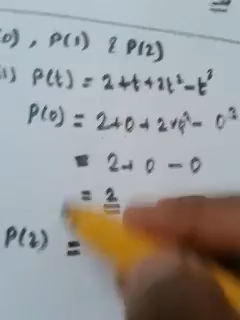 0), P(1) & P(2)
i) P(t) = 2+t+2t²-t³
P(0) = 2+0+2×0²-0³
= 2+0-0
= 2
P(2) =